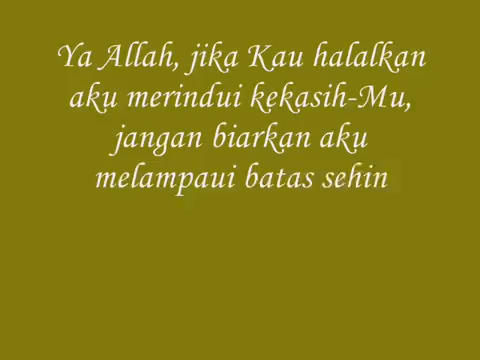 Ya Allah, jika Kau halalkan
aku merindui kekasih-Mu,
jangan biarkan aku
melampaui batas sehin